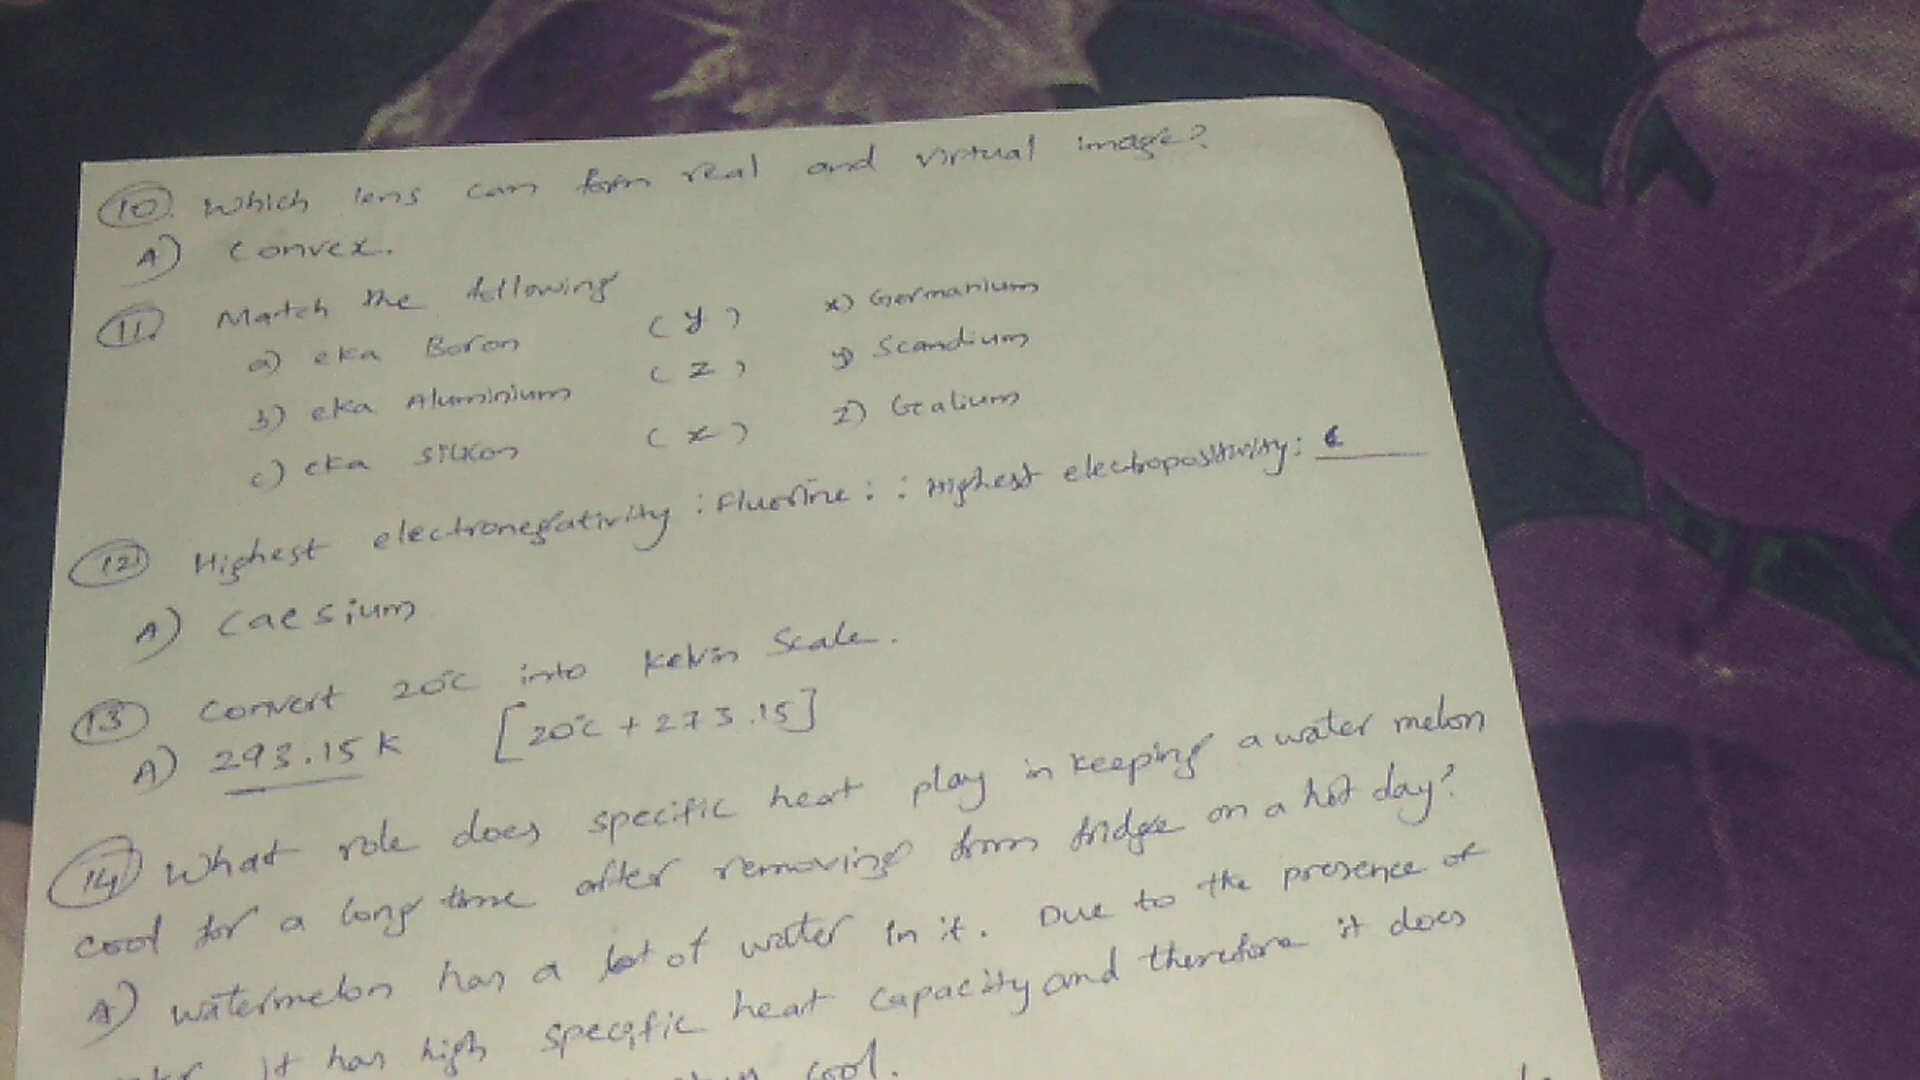 10. Which lens can form real and virtual image?
A) Convex.
11. Match the following
a) eka Boron (y) x) Germanium
b) eka Aluminium (z) y) Scandium
c) eka silicon (x) z) Galium
12 Highest electronegativity : Fluorine : : Highest electropositivity :
A) Caesium
13 Convert 20°C into Kelvin Scale.
A) 293.15 K [20°C + 273.15]
14 What role does specific heat play in keeping a water melon
cool for a long time after removing from fridge on a hot day?
A) watermelon has a lot of water in it. Due to the presence of
it has high specific heat capacity and therefore it does
cool.